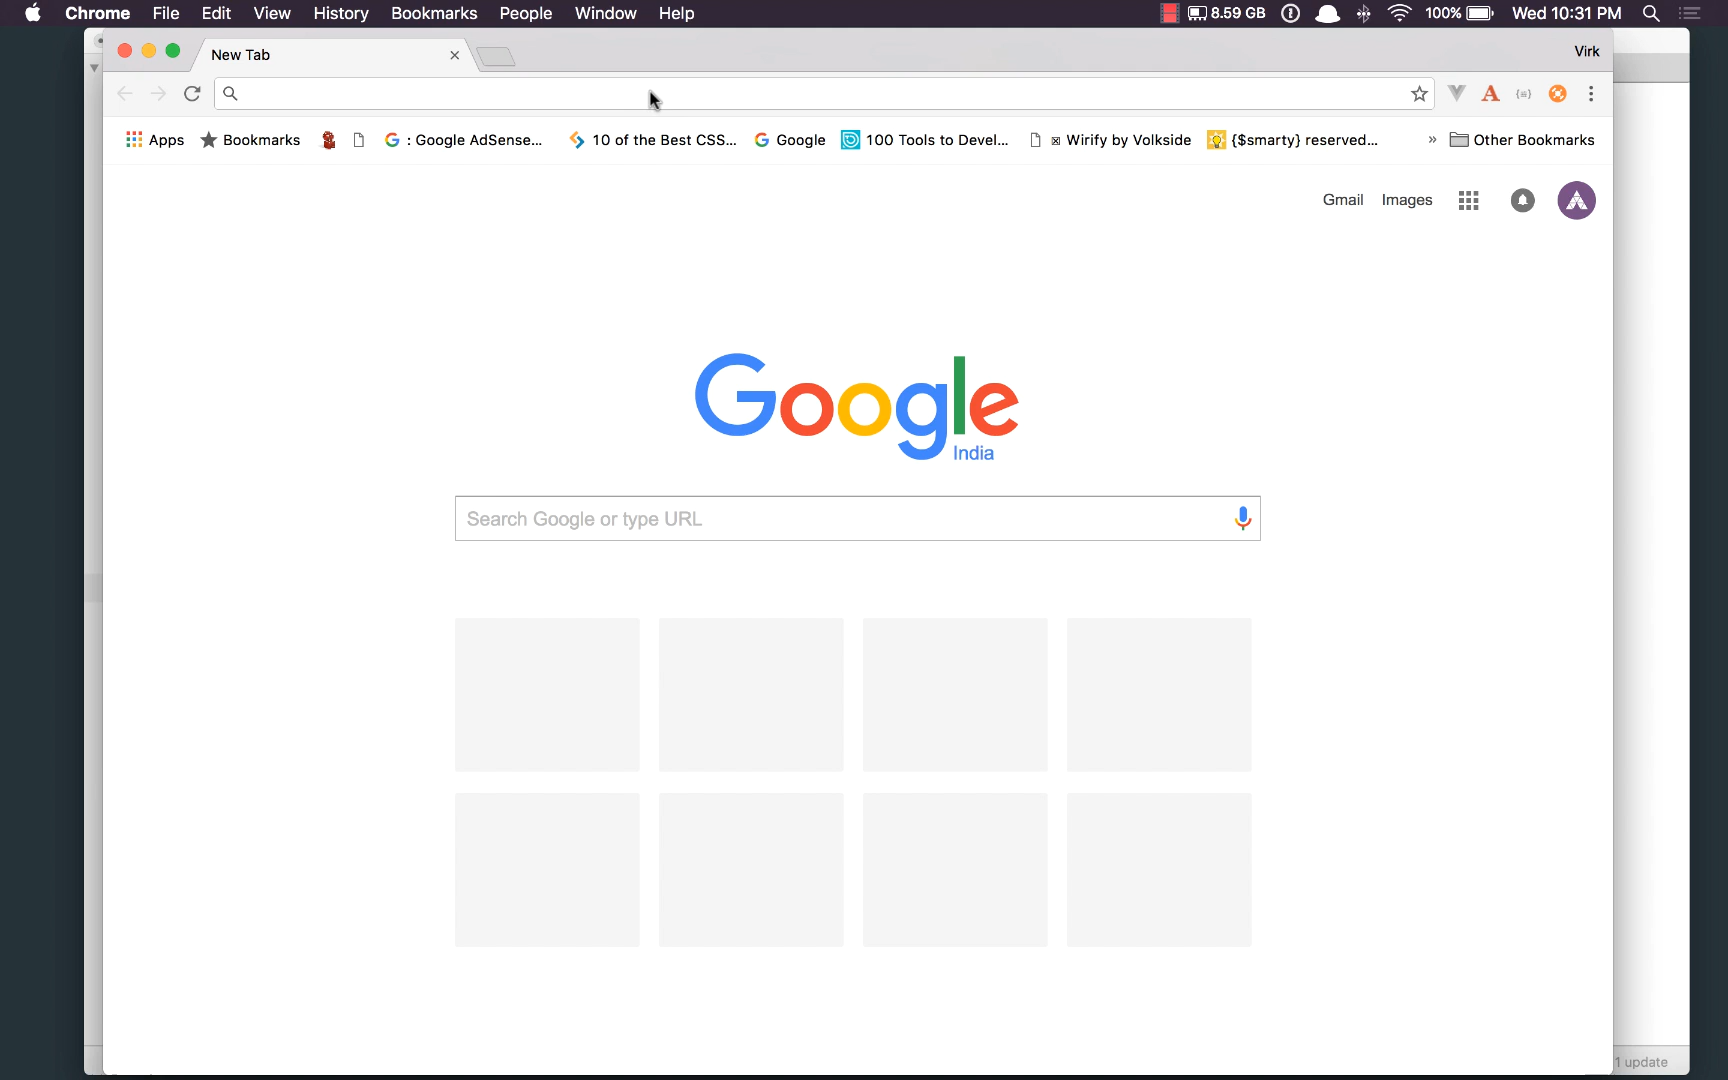 Chrome File Edit View History Bookmarks People Window Help 8.59 GB 100% Wed 10:31 PM
New Tab Virk
Apps Bookmarks G : Google AdSense... 10 of the Best CSS... G Google 100 Tools to Devel... Wirify by Volkside {$smarty} reserved... » Other Bookmarks
Gmail Images
Google
India
Search Google or type URL
1 update